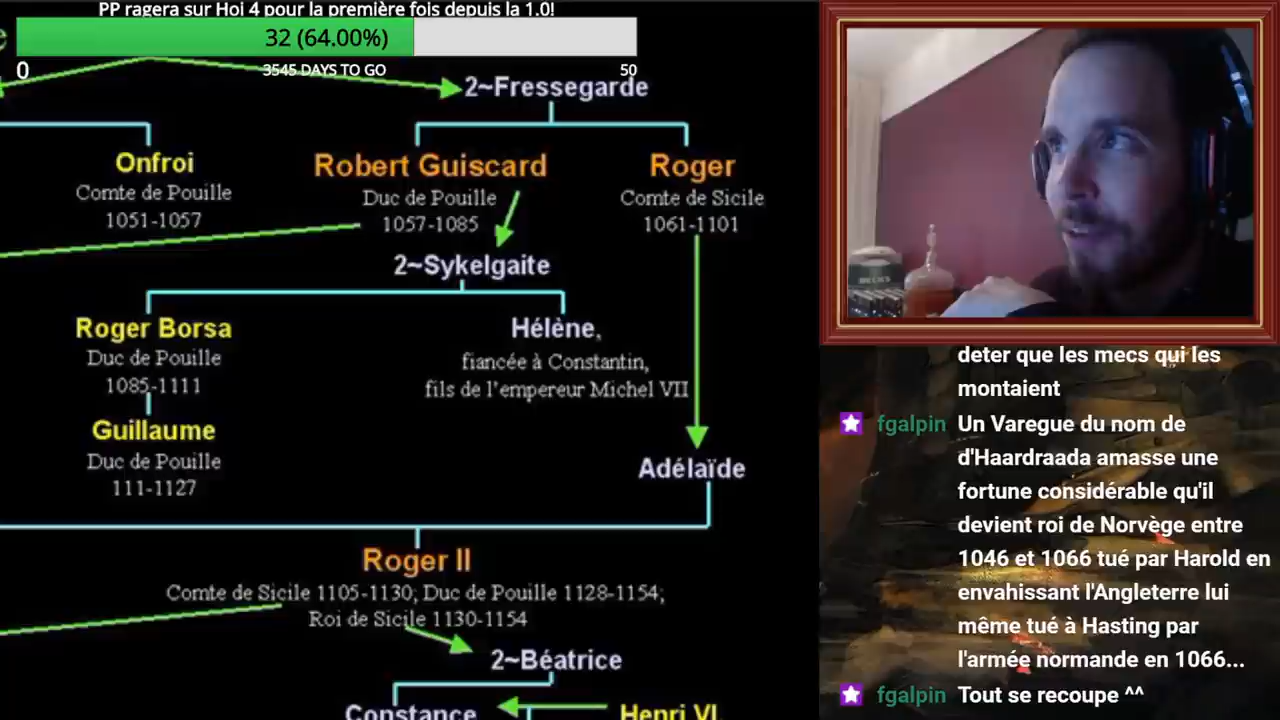 PP ragera sur Hoi 4 pour la première fois depuis la 1.0!
e
32 (64.00%)
0
3545 DAYS TO GO
50
2~Fressegarde
Onfroi
Comte de Pouille
1051-1057
Robert Guiscard
Duc de Pouille
1057-1085
Roger
Comte de Sicile
1061-1101
2~Sykelgaite
Roger Borsa
Duc de Pouille
1085-1111
Hélène,
fiancée à Constantin,
fils de l'empereur Michel VII
Guillaume
Duc de Pouille
111-1127
Adélaïde
Roger II
Comte de Sicile 1105-1130; Duc de Pouille 1128-1154;
Roi de Sicile 1130-1154
2~Béatrice
Constance
Henri VI,
deter que les mecs qui les
montaient
fgalpin Un Varegue du nom de
d'Haardraada amasse une
fortune considérable qu'il
devient roi de Norvège entre
1046 et 1066 tué par Harold en
envahissant l'Angleterre lui
même tué à Hasting par
l'armée normande en 1066...
fgalpin Tout se recoupe ^^